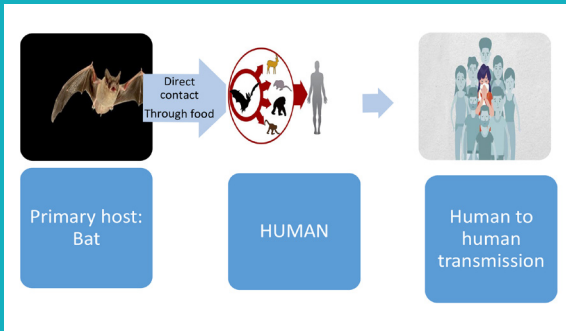 Direct
contact
Through food
Primary host:
Bat
HUMAN
Human to
human
transmission